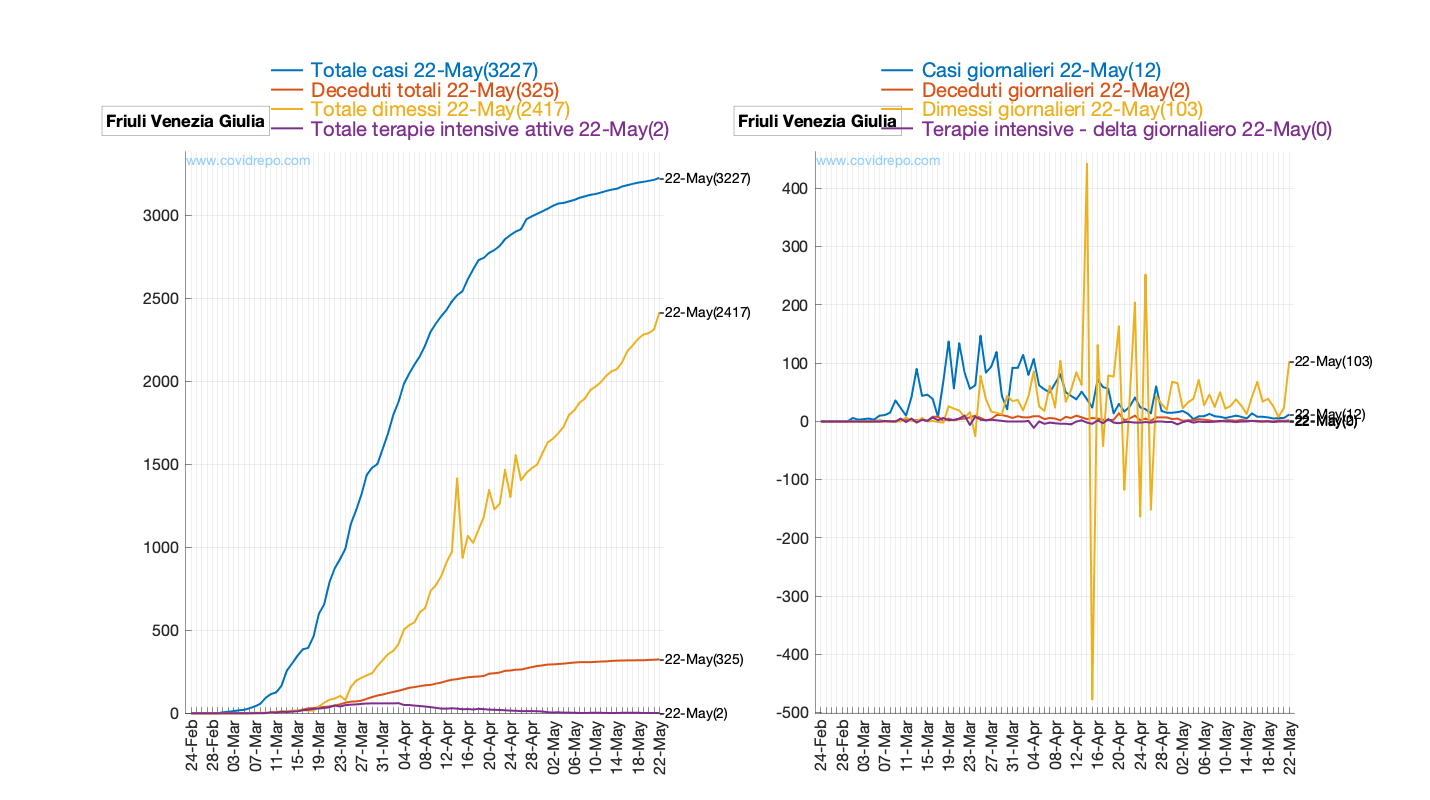 Totale casi 22-May(3227)
Deceduti totali 22-May(325)
Totale dimessi 22-May(2417)
Totale terapie intensive attive 22-May(2)
Friuli Venezia Giulia
www.covidrepo.com
22-May(3227)
22-May(2417)
22-May(325)
22-May(2)
3000
2500
2000
1500
1000
500
0
24-Feb
28-Feb
03-Mar
07-Mar
11-Mar
15-Mar
19-Mar
23-Mar
27-Mar
31-Mar
04-Apr
08-Apr
12-Apr
16-Apr
20-Apr
24-Apr
28-Apr
02-May
06-May
10-May
14-May
18-May
22-May
Casi giornalieri 22-May(12)
Deceduti giornalieri 22-May(2)
Dimessi giornalieri 22-May(103)
Terapie intensive - delta giornaliero 22-May(0)
Friuli Venezia Giulia
www.covidrepo.com
22-May(103)
22-May(12)
22-May(0)
400
300
200
100
0
-100
-200
-300
-400
-500
24-Feb
28-Feb
03-Mar
07-Mar
11-Mar
15-Mar
19-Mar
23-Mar
27-Mar
31-Mar
04-Apr
08-Apr
12-Apr
16-Apr
20-Apr
24-Apr
28-Apr
02-May
06-May
10-May
14-May
18-May
22-May